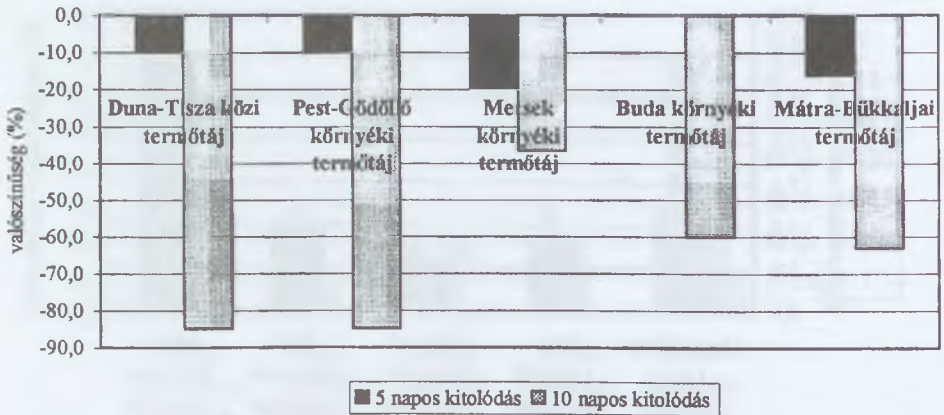 0,0
-10,0
-20,0
-30,0
-40,0
-50,0
-60,0
-70,0
-80,0
-90,0
valószínűség (%)
Duna-Tisza közi
termőtáj
Pest-Gödöllő
környéki
termőtáj
Mecsek
környéki
termőtáj
Buda környéki
termőtáj
Mátra-Bükkaljai
termőtáj
5 napos kitolódás
10 napos kitolódás